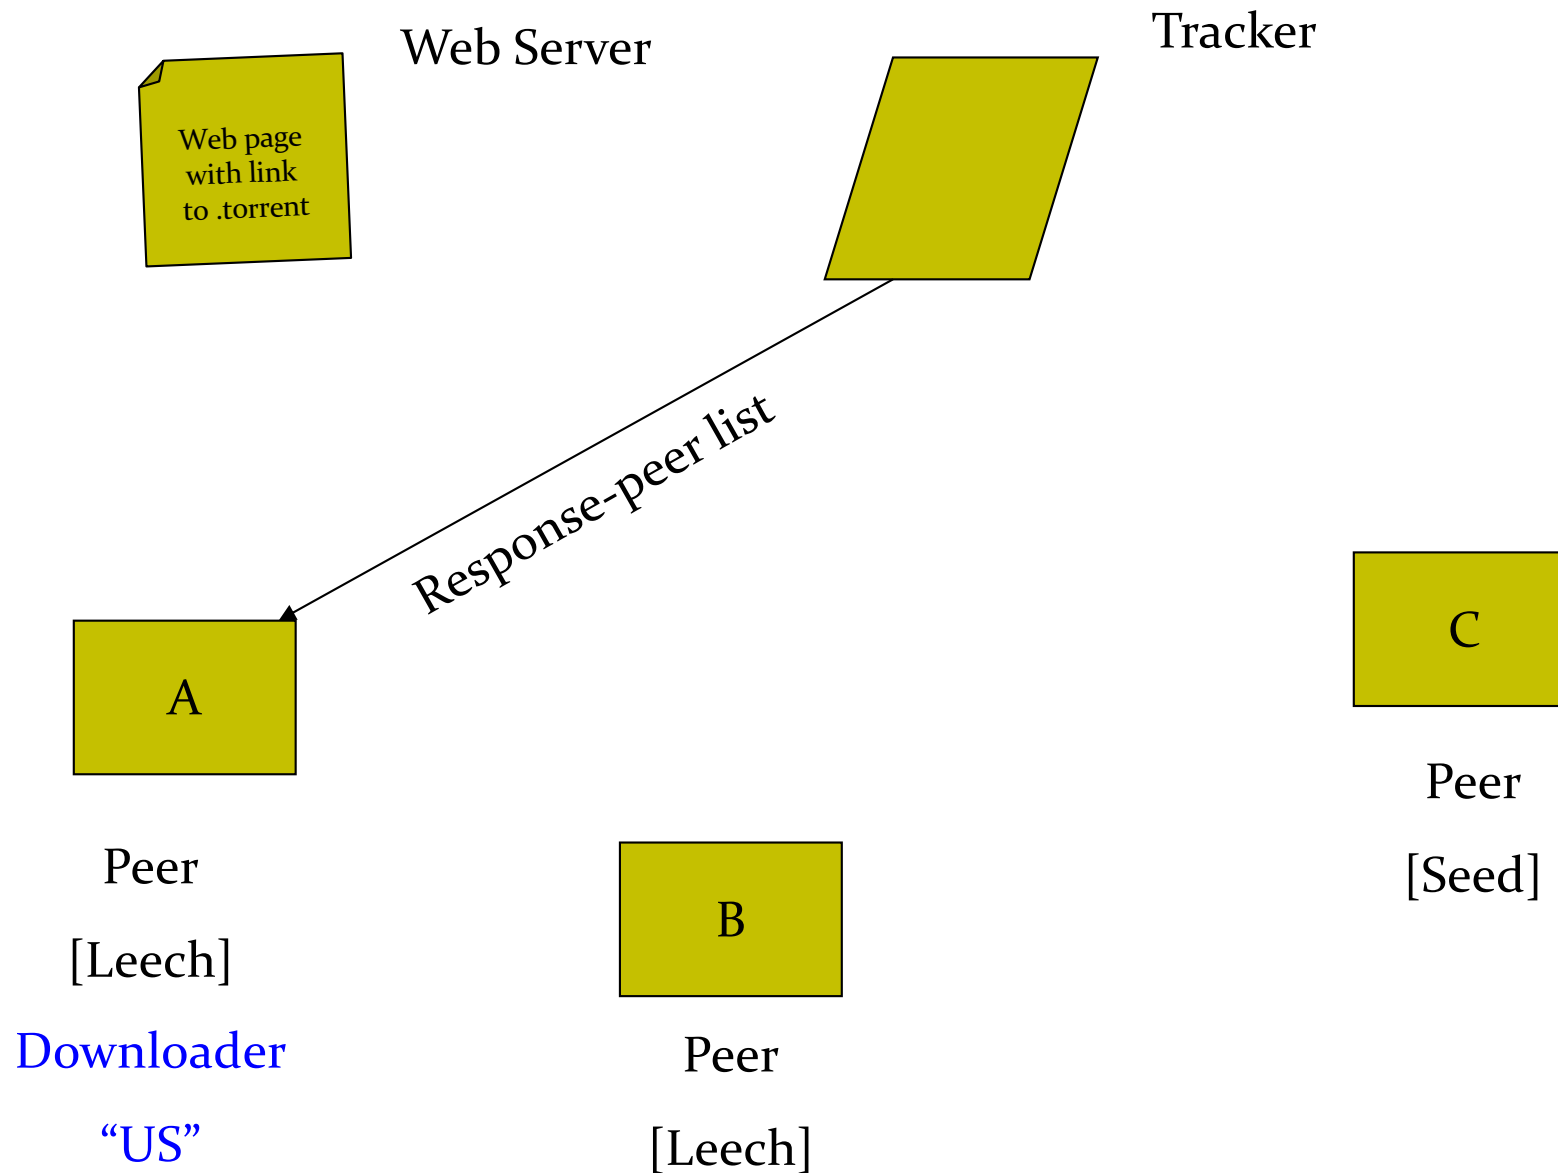 Web Server
Tracker
Web page
with link
to .torrent
Response-peer list
A
Peer
[Leech]
Downloader
“US”
B
Peer
[Leech]
C
Peer
[Seed]